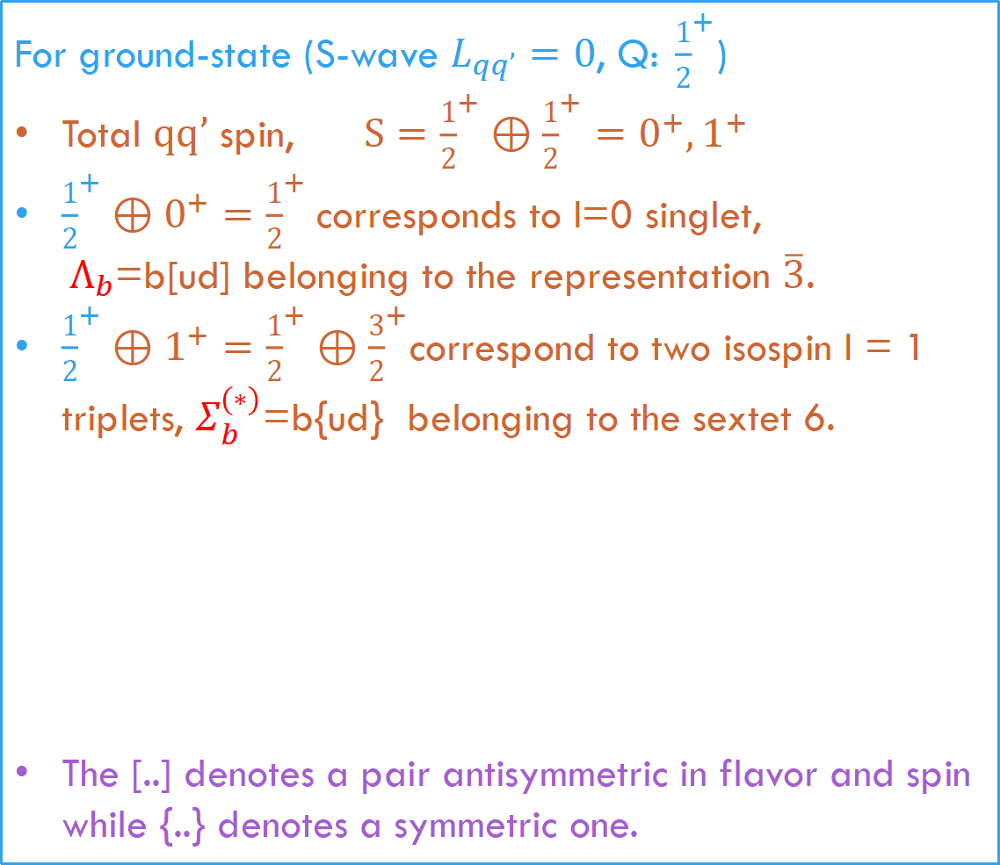 For ground-state (S-wave $L_{qq'} = 0$, Q: $\frac{1}{2}^+$)
• Total qq' spin, $S = \frac{1}{2}^+ \oplus \frac{1}{2}^+ = 0^+, 1^+$
• $\frac{1}{2}^+ \oplus 0^+ = \frac{1}{2}^+$ corresponds to I=0 singlet,
$\Lambda_b$=b[ud] belonging to the representation $\bar{3}$.
• $\frac{1}{2}^+ \oplus 1^+ = \frac{1}{2}^+ \oplus \frac{3}{2}^+$ correspond to two isospin I = 1
triplets, $\Sigma_b^{(*)}$=b{ud} belonging to the sextet 6.
• The [..] denotes a pair antisymmetric in flavor and spin
while {..} denotes a symmetric one.